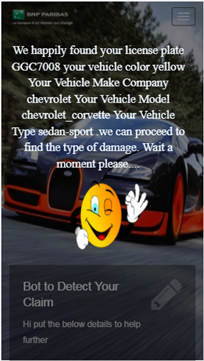 BNP PARIBAS
We happily found your license plate
GGC7008 your vehicle color yellow
Your Vehicle Make Company
chevrolet Your Vehicle Model
chevrolet_corvette Your Vehicle
Type sedan-sport .we can proceed to
find the type of damage. Wait a
moment please....
Bot to Detect Your
Claim
Hi put the below details to help
further